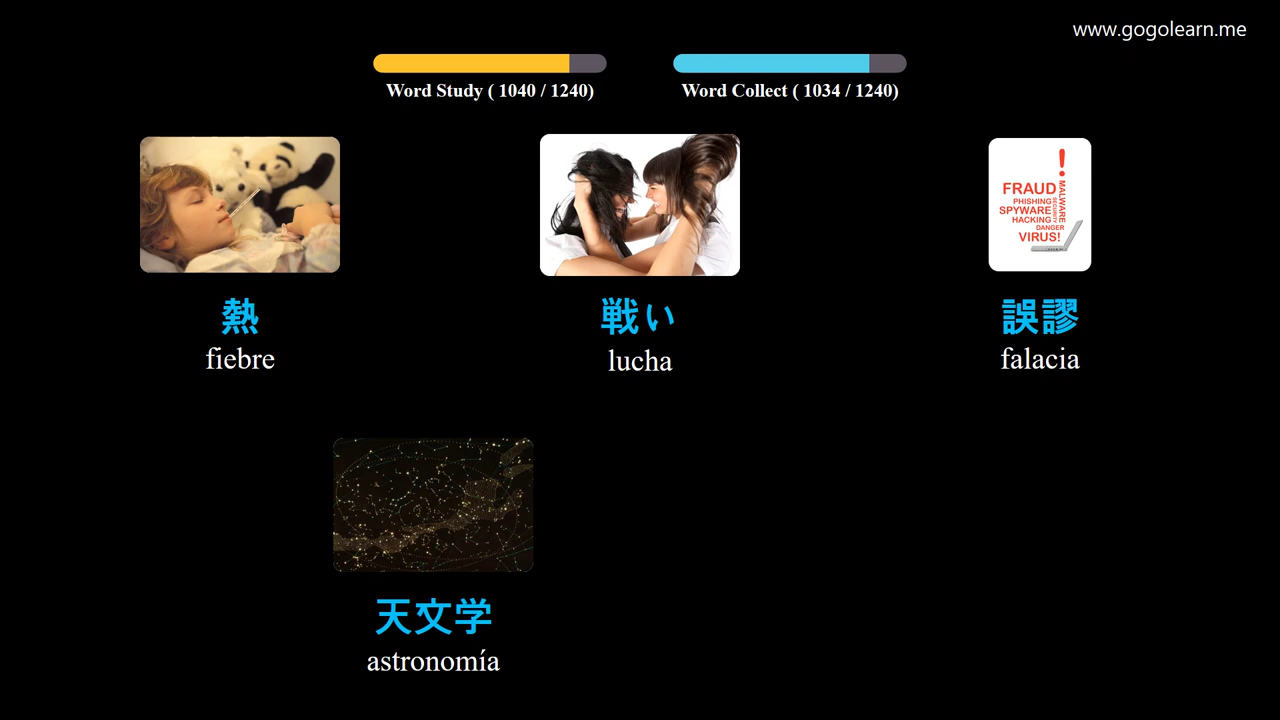 www.gogolearn.me
Word Study ( 1040 / 1240)
Word Collect ( 1034 / 1240)
!
FRAUD
MALWARE
PHISHING
SECURITY
SPYWARE
HACKING
DANGER
VIRUS!
熱
fiebre
戦い
lucha
誤謬
falacia
天文学
astronomía